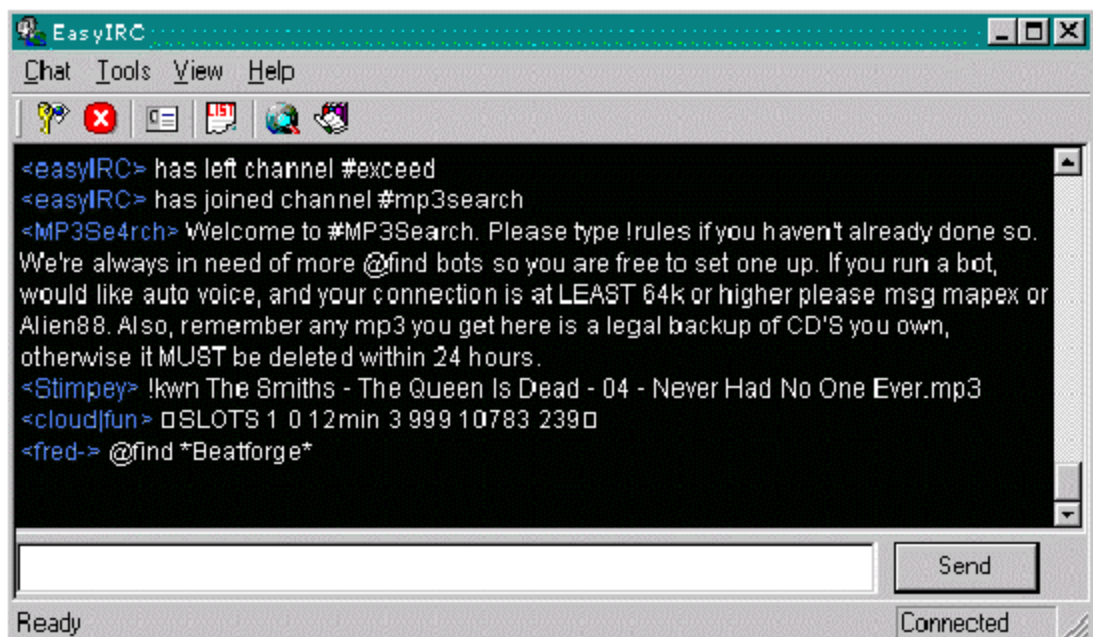 EasyIRC
Chat Tools View Help
LIST
<easyIRC> has left channel #exceed
<easyIRC> has joined channel #mp3search
<MP3Se4rch> Welcome to #MP3Search. Please type !rules if you haven't already done so.
We're always in need of more @find bots so you are free to set one up. If you run a bot,
would like auto voice, and your connection is at LEAST 64k or higher please msg mapex or
Alien88. Also, remember any mp3 you get here is a legal backup of CD'S you own,
otherwise it MUST be deleted within 24 hours.
<Stimpey> !kwn The Smiths - The Queen Is Dead - 04 - Never Had No One Ever.mp3
<cloud|fun> □SLOTS 1 0 12min 3 999 10783 239□
<fred-> @find *Beatforge*
Send
Ready Connected